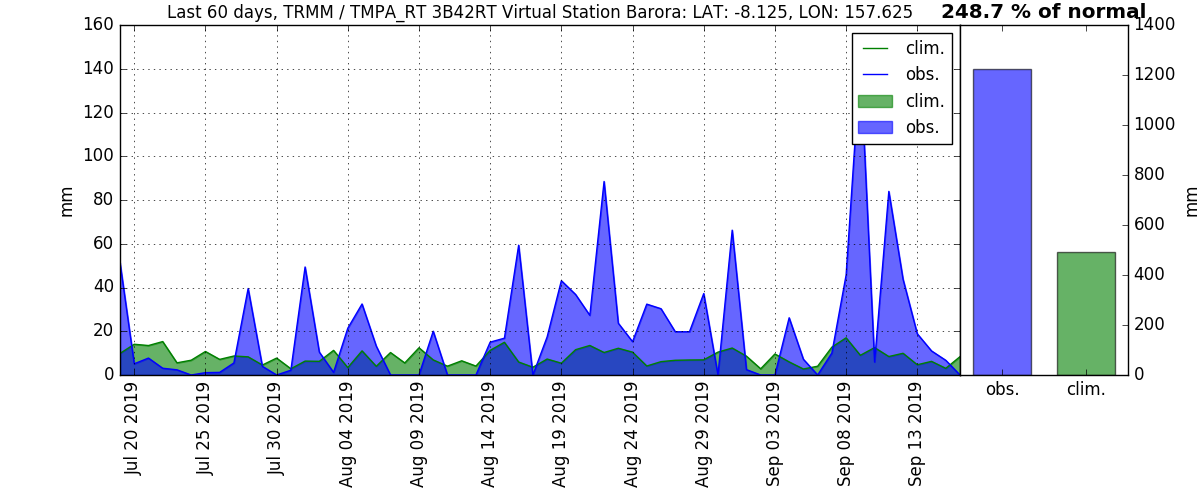 Last 60 days, TRMM / TMPA_RT 3B42RT Virtual Station Barora: LAT: -8.125, LON: 157.625
248.7 % of normal
160
140
120
100
80
60
40
20
0
mm
clim.
obs.
clim.
obs.
1400
1200
1000
800
600
400
200
0
mm
Jul 20 2019
Jul 25 2019
Jul 30 2019
Aug 04 2019
Aug 09 2019
Aug 14 2019
Aug 19 2019
Aug 24 2019
Aug 29 2019
Sep 03 2019
Sep 08 2019
Sep 13 2019
obs.
clim.